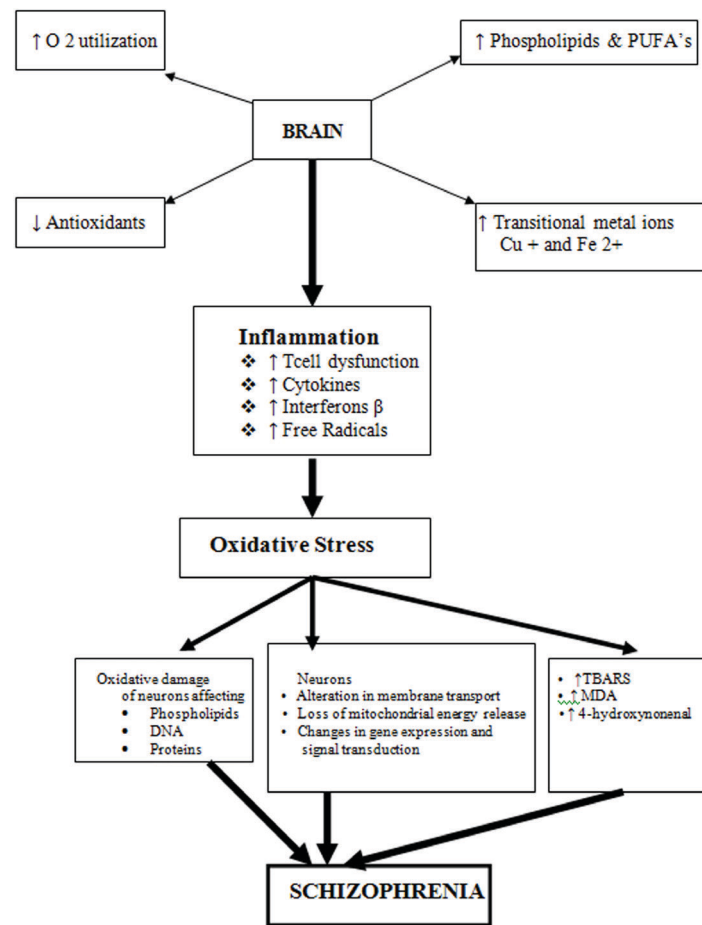 ↑ O 2 utilization
↑ Phospholipids & PUFA's
BRAIN
↓ Antioxidants
↑ Transitional metal ions
Cu + and Fe 2+
Inflammation
❖ ↑ Tcell dysfunction
❖ ↑ Cytokines
❖ ↑ Interferons β
❖ ↑ Free Radicals
Oxidative Stress
Oxidative damage
of neurons affecting
• Phospholipids
• DNA
• Proteins
Neurons
• Alteration in membrane transport
• Loss of mitochondrial energy release
• Changes in gene expression and
signal transduction
• ↑TBARS
• ↑MDA
• ↑ 4-hydroxynonenal
SCHIZOPHRENIA